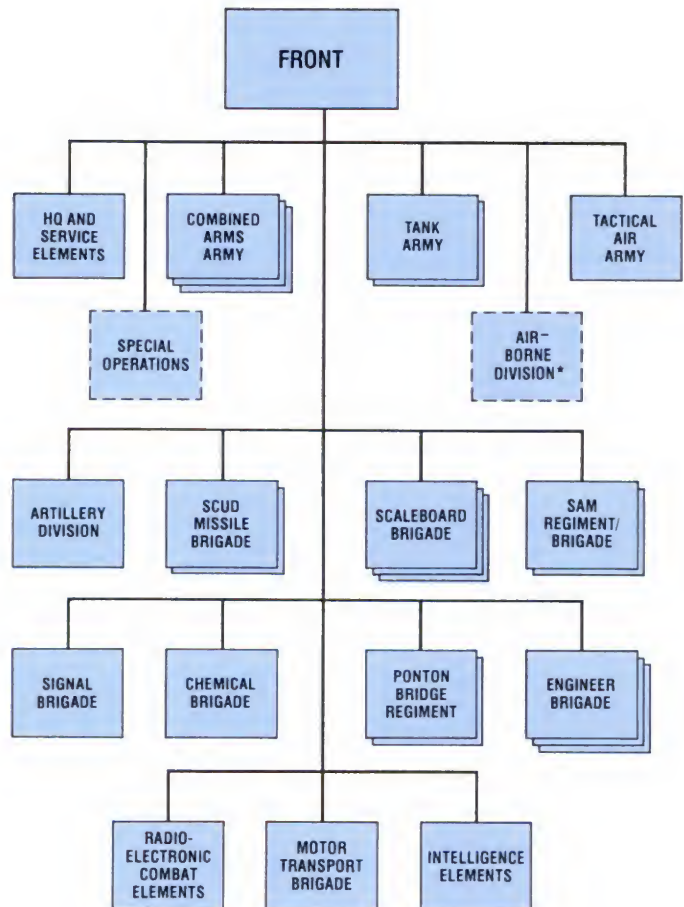 FRONT
HQ AND
SERVICE
ELEMENTS
COMBINED
ARMS
ARMY
TANK
ARMY
TACTICAL
AIR
ARMY
SPECIAL
OPERATIONS
AIR-
BORNE
DIVISION*
ARTILLERY
DIVISION
SCUD
MISSILE
BRIGADE
SCALEBOARD
BRIGADE
SAM
REGIMENT/
BRIGADE
SIGNAL
BRIGADE
CHEMICAL
BRIGADE
PONTON
BRIDGE
REGIMENT
ENGINEER
BRIGADE
RADIO-
ELECTRONIC
COMBAT
ELEMENTS
MOTOR
TRANSPORT
BRIGADE
INTELLIGENCE
ELEMENTS